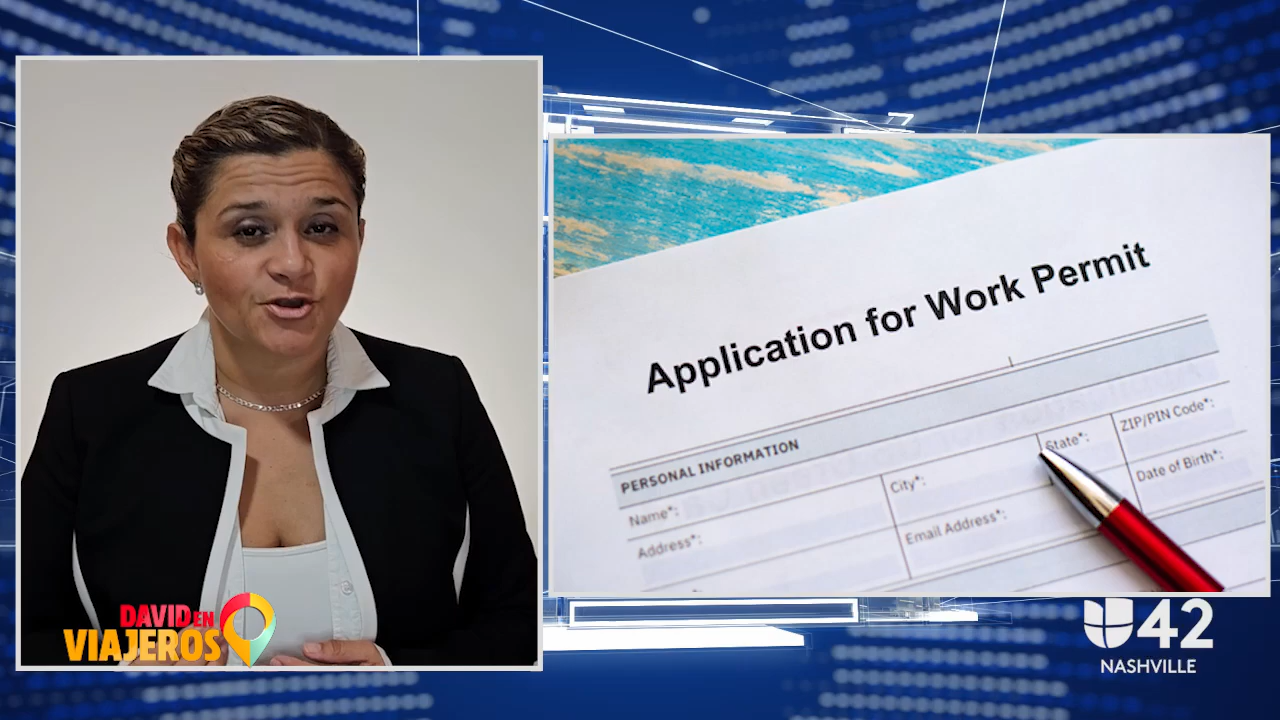 Application for Work Permit
PERSONAL INFORMATION
Name*:
City*:
State*:
ZIP/PIN Code*:
Address*:
Email Address*:
Date of Birth*:
DAVID EN
VIAJEROS
42
NASHVILLE